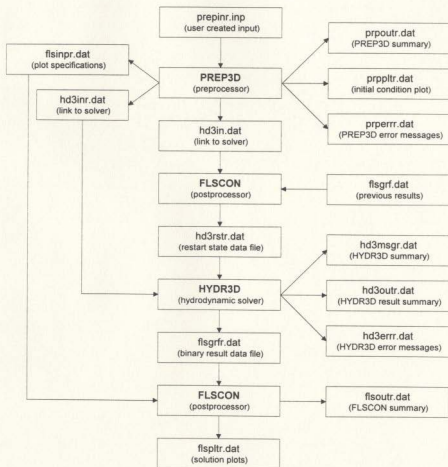 prepinr.inp
(user created input)
prpoutr.dat
(PREP3D summary)
flsinpr.dat
(plot specifications)
PREP3D
(preprocessor)
prppltr.dat
(initial condition plot)
hd3inr.dat
(link to solver)
prperrr.dat
(PREP3D error messages)
hd3in.dat
(link to solver)
FLSCON
(postprocessor)
flsgrf.dat
(previous results)
hd3rstr.dat
(restart state data file)
hd3msgr.dat
(HYDR3D summary)
HYDR3D
(hydrodynamic solver)
hd3outr.dat
(HYDR3D result summary)
hd3errr.dat
(HYDR3D error messages)
flsgrfr.dat
(binary result data file)
FLSCON
(postprocessor)
flsoutr.dat
(FLSCON summary)
flspltr.dat
(solution plots)